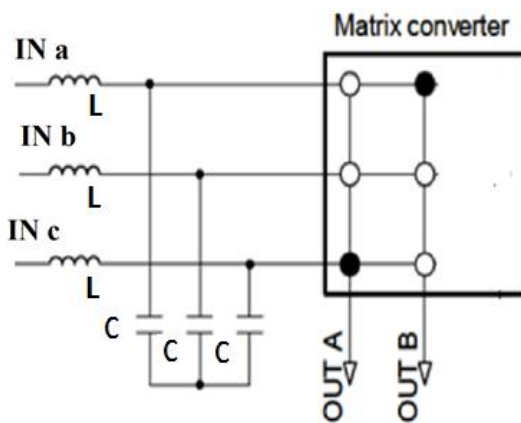 Matrix converter
IN a
L
IN b
L
IN c
L
C
C
C
OUT A
OUT B